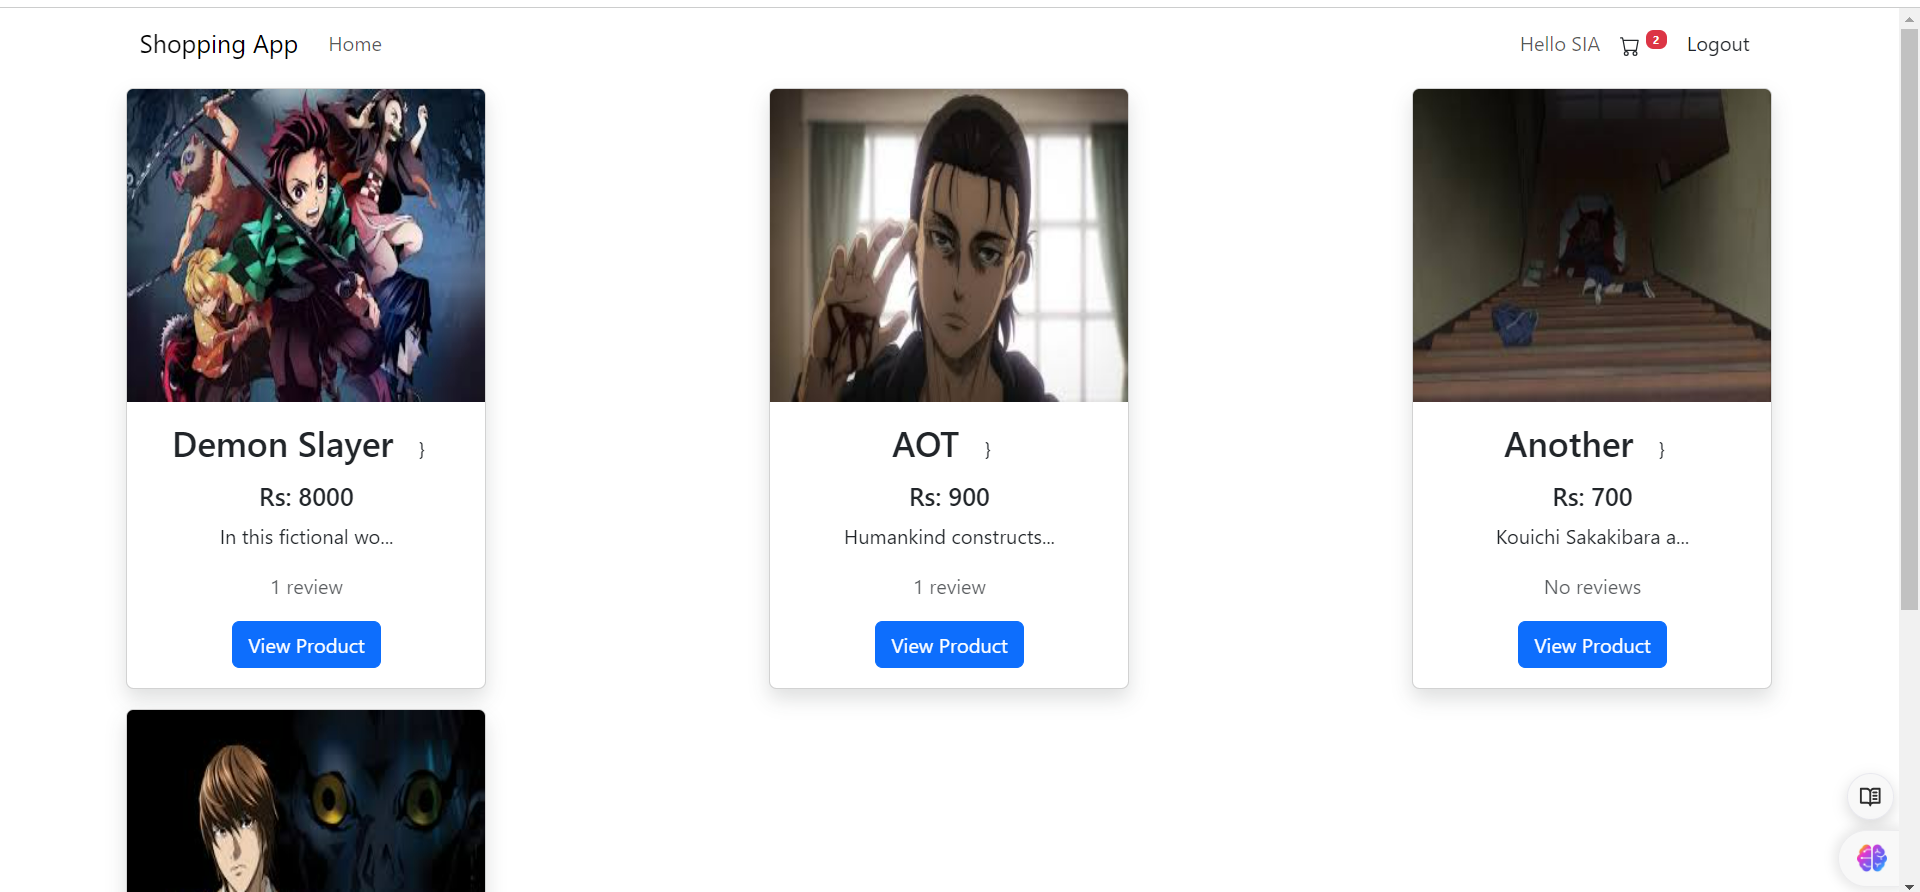 Shopping App Home Hello SIA 2 Logout
Demon Slayer }
Rs: 8000
In this fictional wo...
1 review
View Product
AOT }
Rs: 900
Humankind constructs...
1 review
View Product
Another }
Rs: 700
Kouichi Sakakibara a...
No reviews
View Product